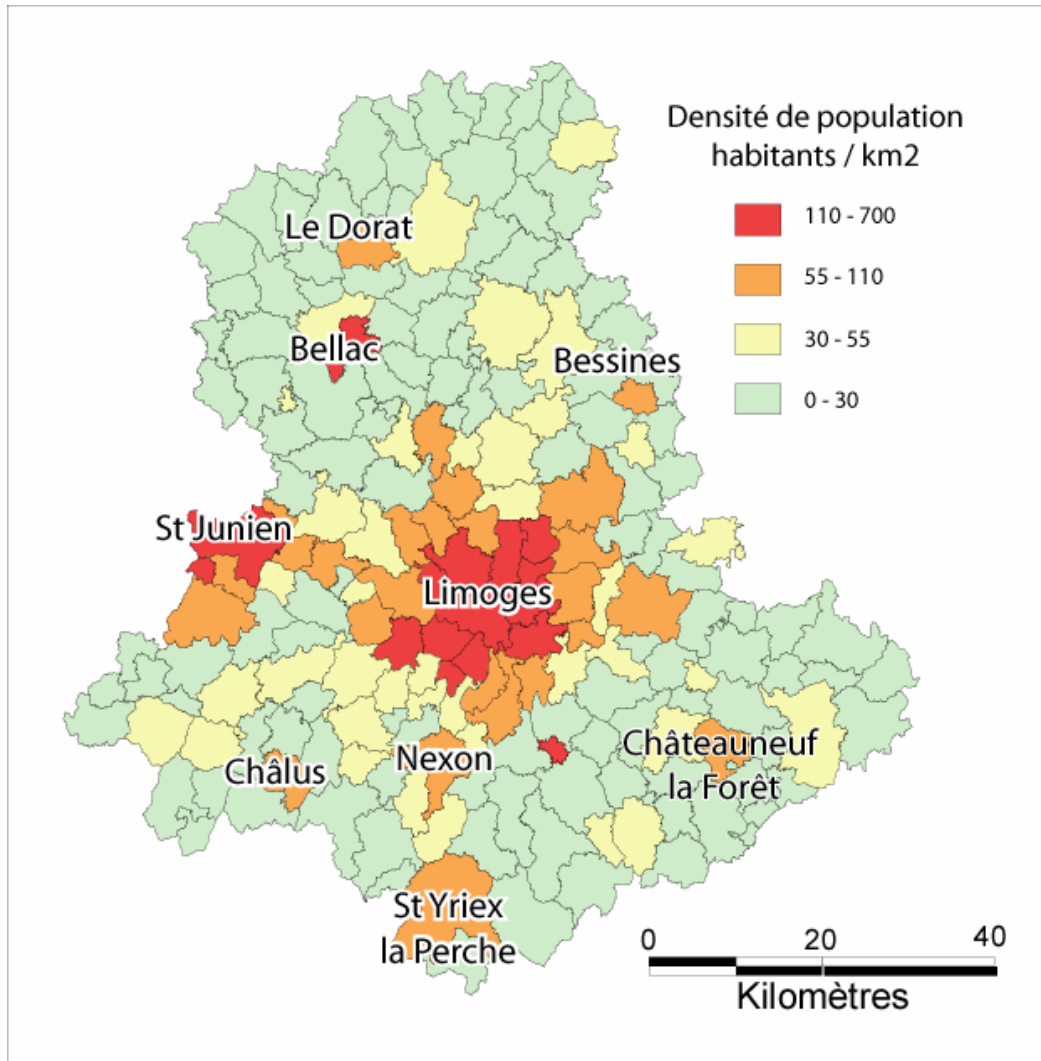 Densité de population
habitants / km2
110 - 700
55 - 110
30 - 55
0 - 30
Le Dorat
Bellac
Bessines
St Junien
Limoges
Châteauneuf
la Forêt
Nexon
Châlus
St Yriex
la Perche
0 20 40
Kilomètres